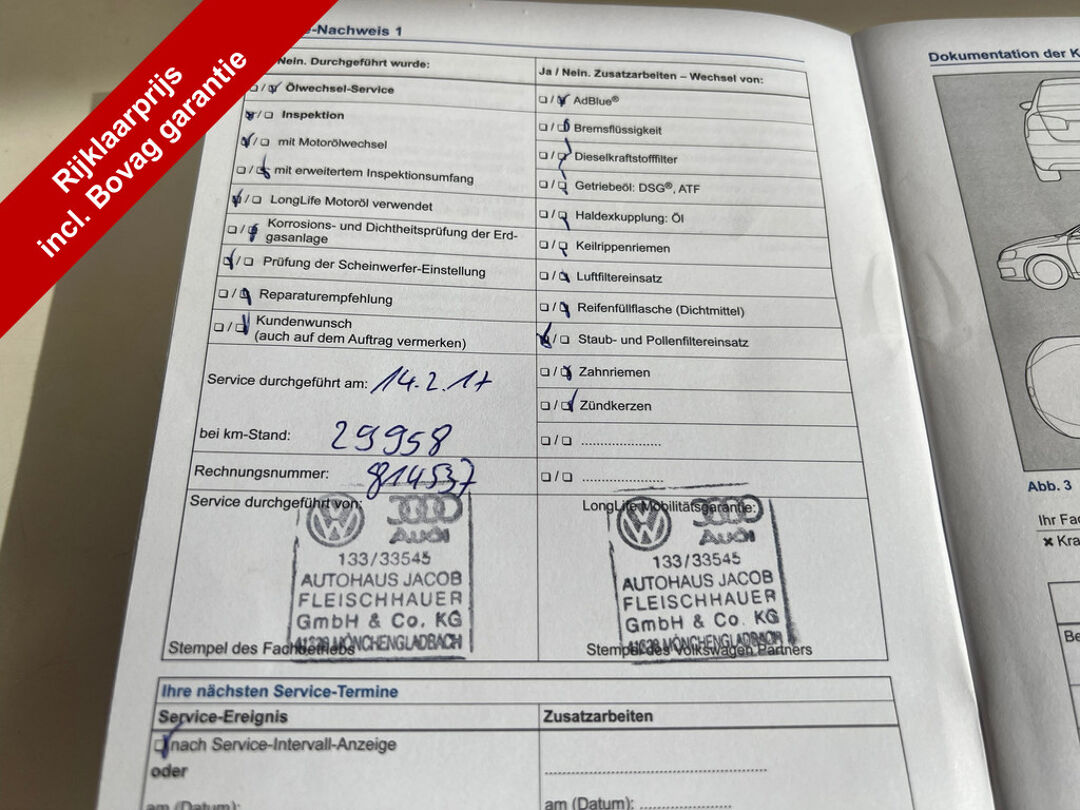 Rijklaarprijs
incl. Bovag garantie
-Nachweis 1
Nein. Durchgeführt wurde:
Ölwechsel-Service
Inspektion
mit Motorölwechsel
mit erweitertem Inspektionsumfang
LongLife Motoröl verwendet
Korrosions- und Dichtheitsprüfung der Erd-
gasanlage
Prüfung der Scheinwerfer-Einstellung
Reparaturempfehlung
Kundenwunsch
(auch auf dem Auftrag vermerken)
Service durchgeführt am: 14.2.17
bei km-Stand: 29958
Rechnungsnummer: 814537
Service durchgeführt von:
Audi
133/33545
AUTOHAUS JACOB
FLEISCHHAUER
GmbH & Co. KG
MÖNCHENGLADBACH
Stempel des Fachbetriebs
Ja / Nein. Zusatzarbeiten – Wechsel von:
AdBlue®
Bremsflüssigkeit
Dieselkraftstofffilter
Getriebeöl: DSG®, ATF
Haldexkupplung: Öl
Keilrippenriemen
Luftfiltereinsatz
Reifenfüllflasche (Dichtmittel)
Staub- und Pollenfiltereinsatz
Zahnriemen
Zündkerzen
LongLife Mobilitätsgarantie:
Audi
133/33545
AUTOHAUS JACOB
FLEISCHHAUER
GmbH & Co. KG
MÖNCHENGLADBACH
Stempel des Volkswagen Partners
Ihre nächsten Service-Termine
Service-Ereignis
nach Service-Intervall-Anzeige
oder
am (Datum):
Zusatzarbeiten
am (Datum):
Dokumentation der K
Abb. 3
Ihr Fac
Kra
Be